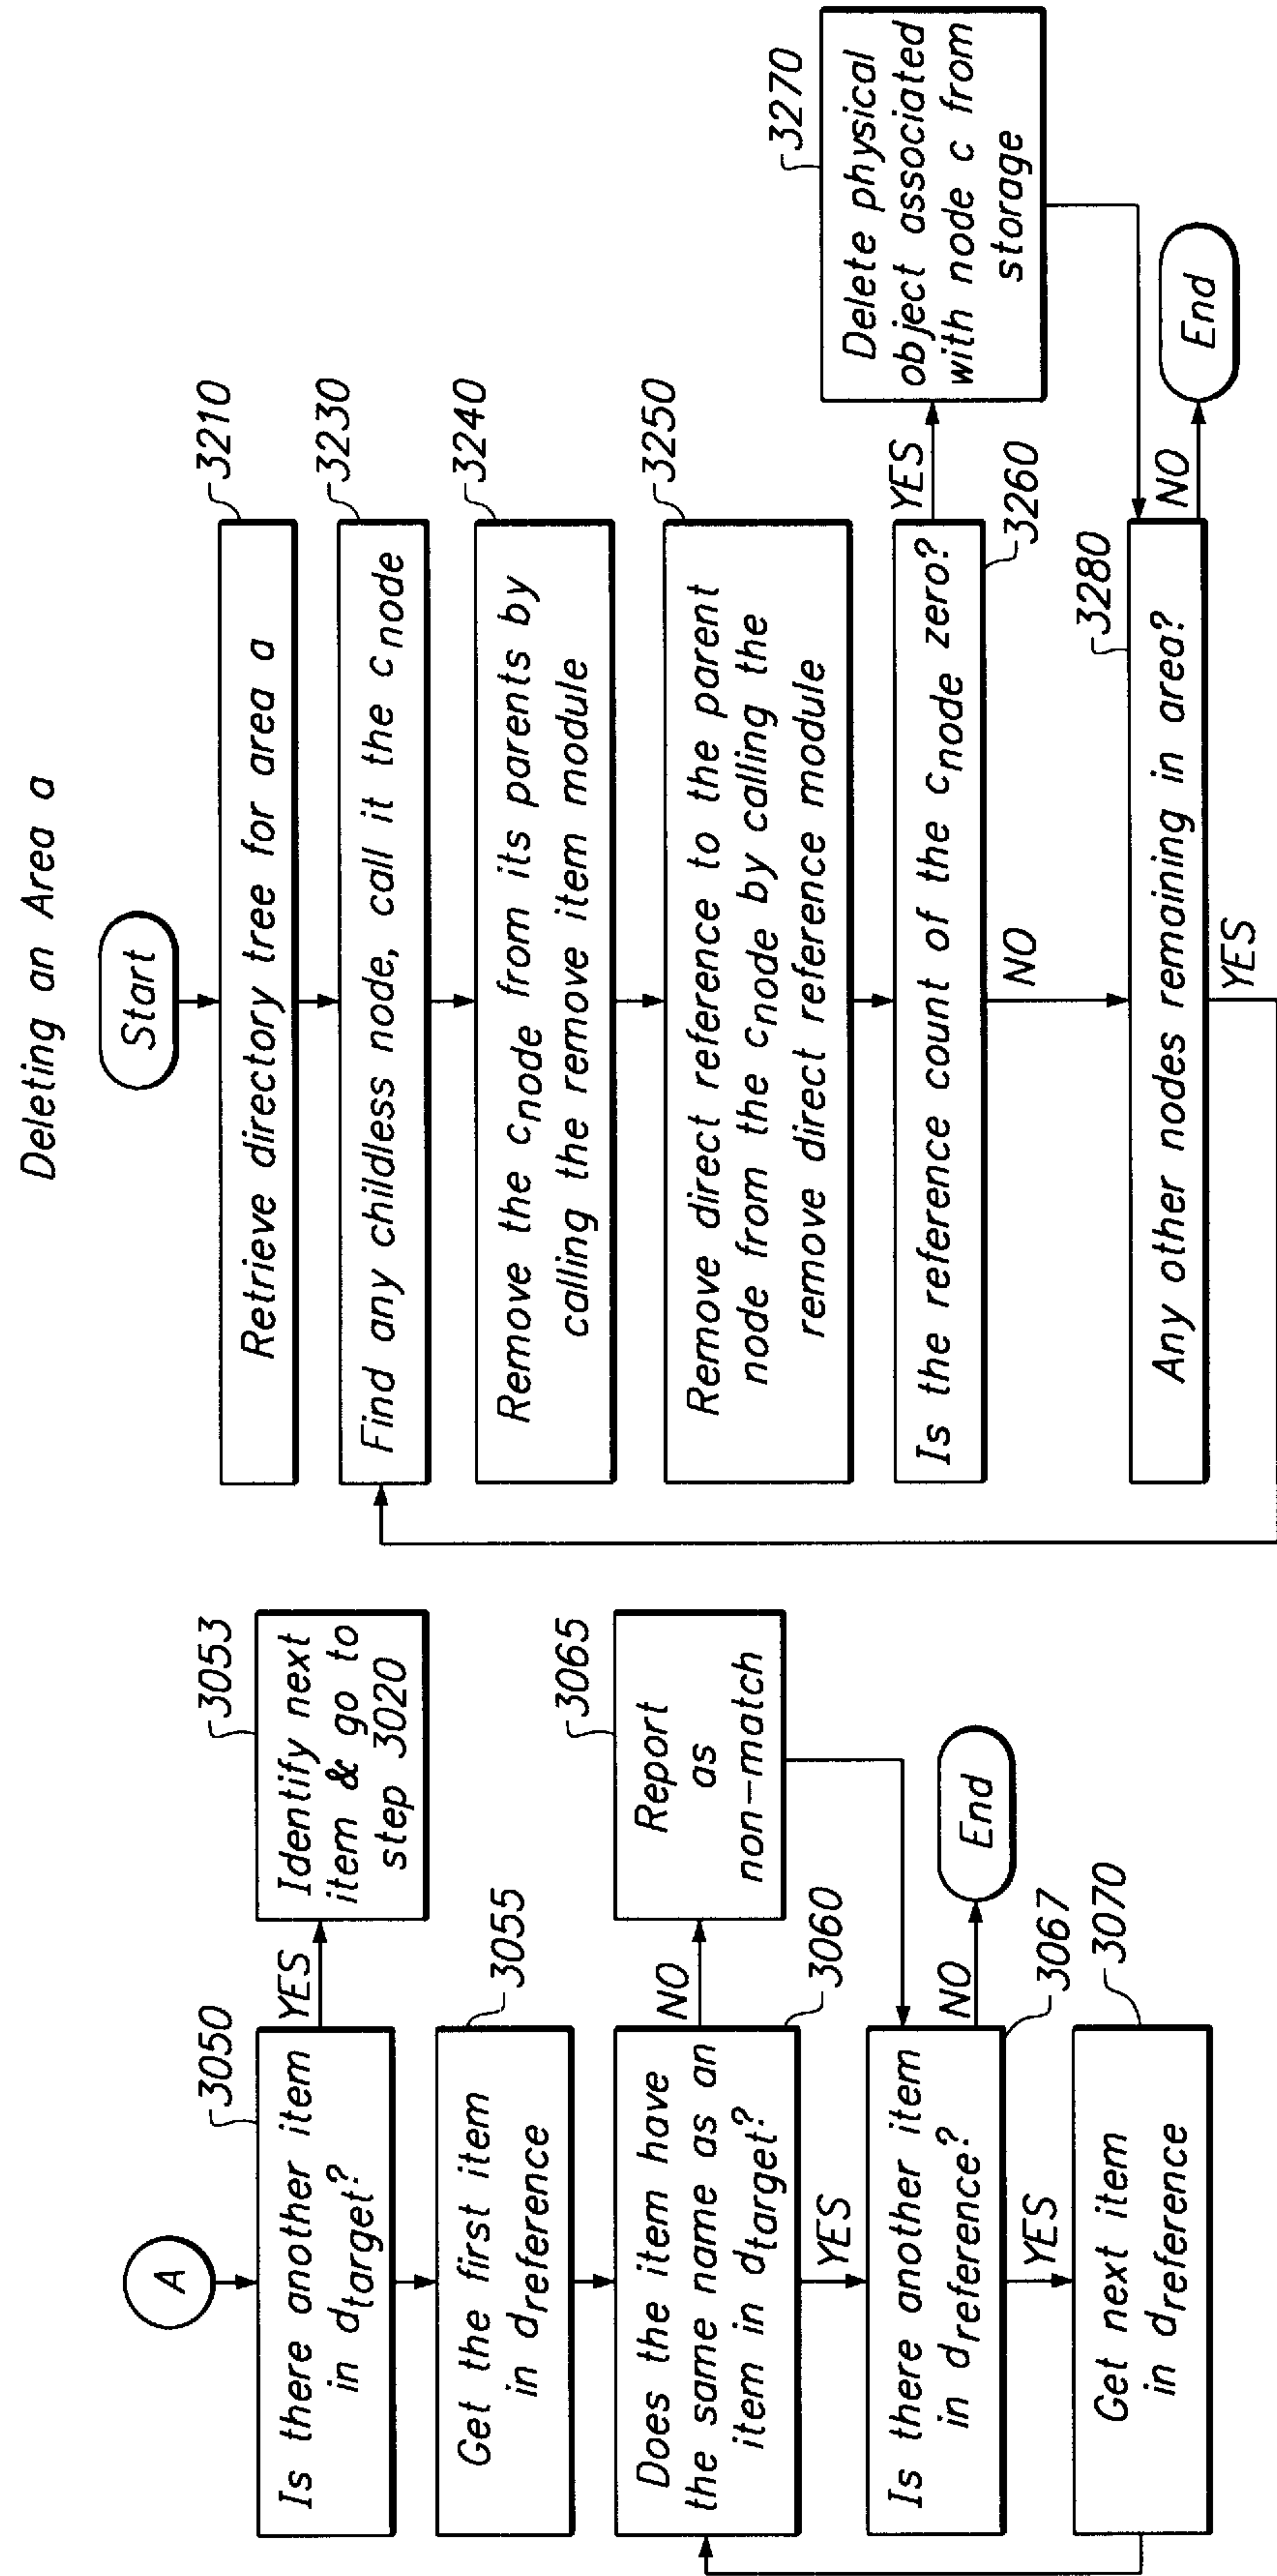 A
3050
Is there another item
in dtarget?
YES
3053
Identify next
item & go to
step 3020
3055
Get the first item
in dreference
3060
Does the item have
the same name as an
item in dtarget?
NO
3065
Report
as
non-match
YES
3067
Is there another item
in dreference?
NO
End
YES
3070
Get next item
in dreference
Deleting an Area a
Start
3210
Retrieve directory tree for area a
3230
Find any childless node, call it the cnode
3240
Remove the cnode from its parents by
calling the remove item module
3250
Remove direct reference to the parent
node from the cnode by calling the
remove direct reference module
3260
Is the reference count of the cnode zero?
YES
3270
Delete physical
object associated
with node c from
storage
NO
3280
Any other nodes remaining in area?
NO
End
YES